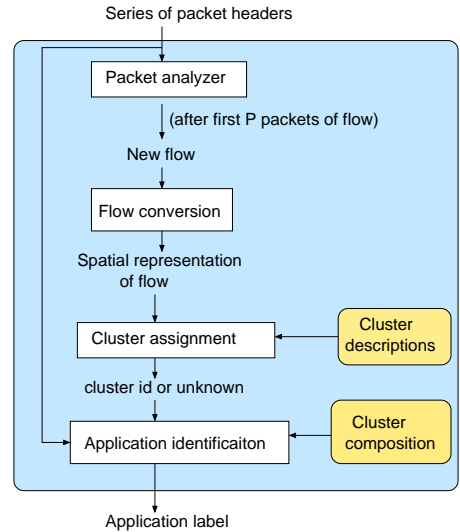 Series of packet headers
Packet analyzer
(after first P packets of flow)
New flow
Flow conversion
Spatial representation
of flow
Cluster assignment
Cluster
descriptions
cluster id or unknown
Application identificaiton
Cluster
composition
Application label